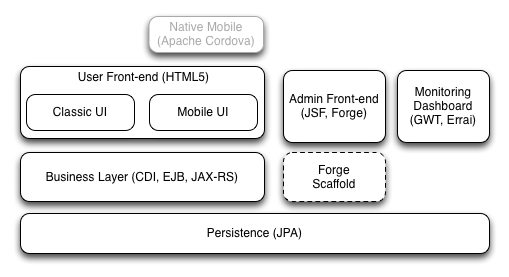 Native Mobile
(Apache Cordova)
User Front-end (HTML5)
Classic UI
Mobile UI
Admin Front-end
(JSF, Forge)
Monitoring
Dashboard
(GWT, Errai)
Business Layer (CDI, EJB, JAX-RS)
Forge
Scaffold
Persistence (JPA)